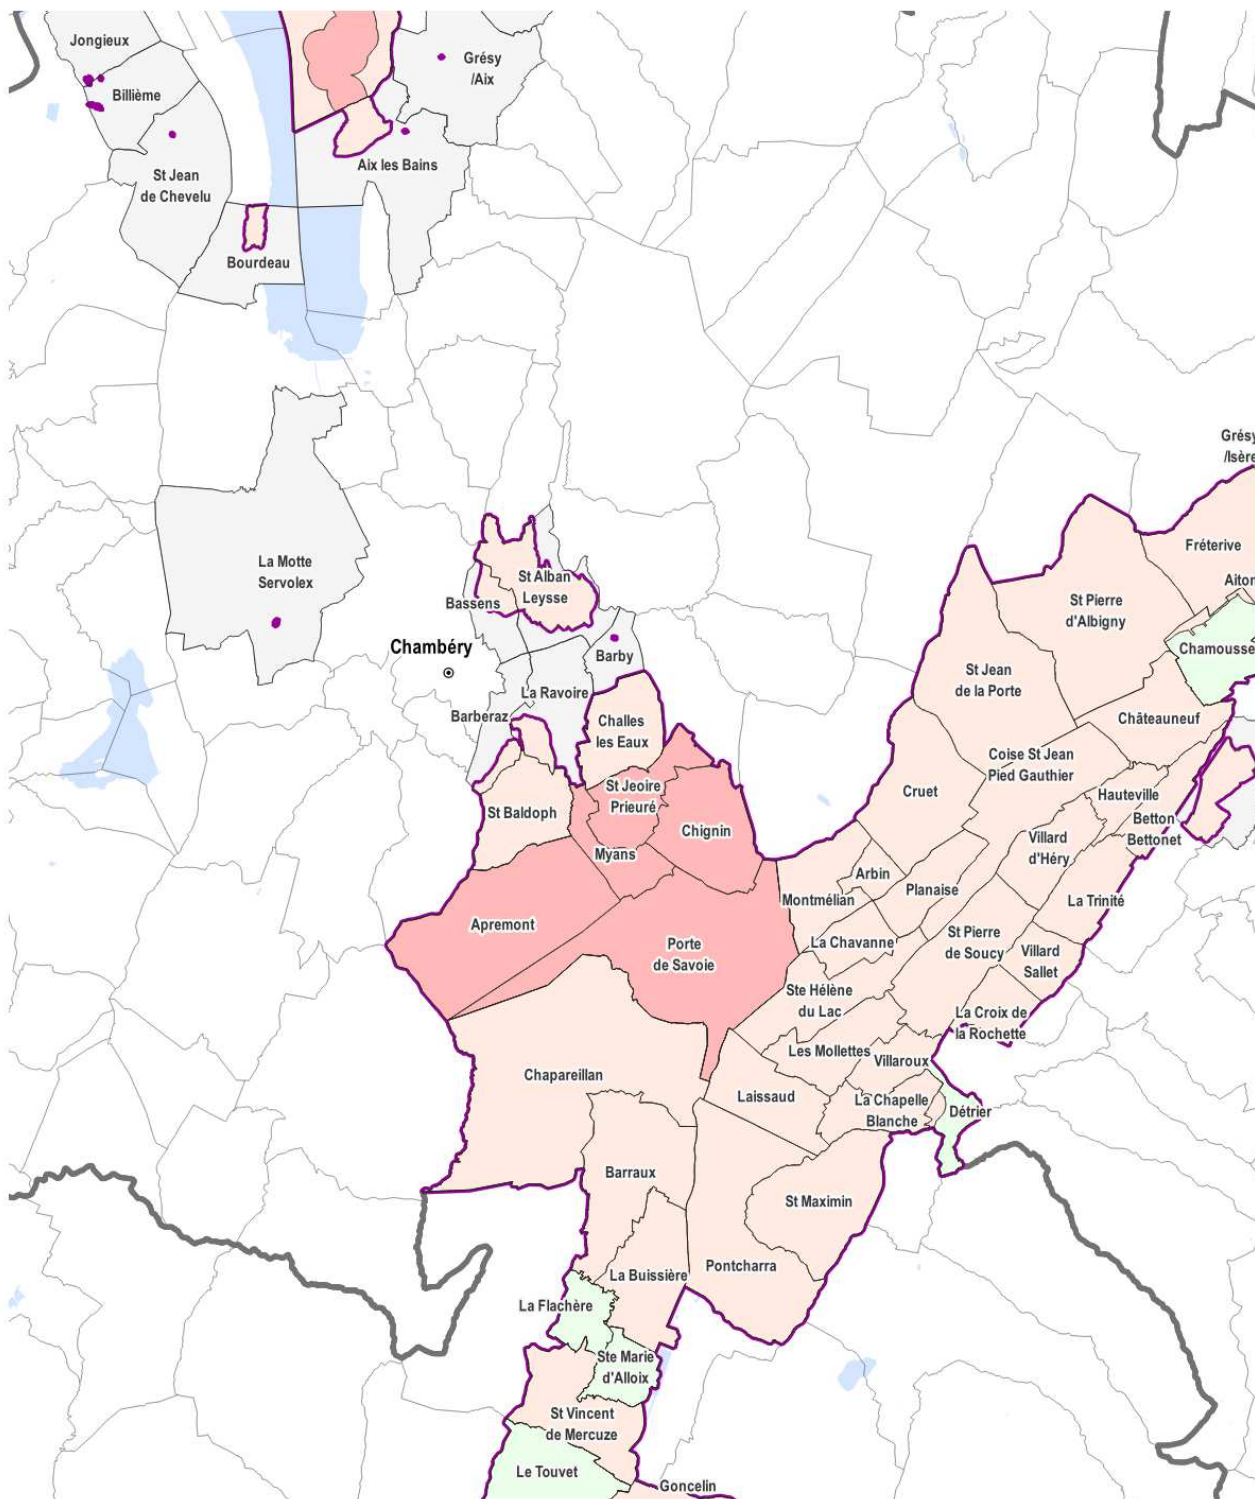 Jongieux
Grésy
/Aix
Billième
Aix les Bains
St Jean
de Chevelu
Bourdeau
Grésy
/Isère
Fréterive
La Motte
Servolex
St Alban
Leysse
Aiton
Bassens
St Pierre
d'Albigny
Chambéry
Barby
Chamousse
St Jean
de la Porte
La Ravoire
Barberaz
Challes
les Eaux
Châteauneuf
Coise St Jean
Pied Gauthier
St Jeoire
Prieuré
Cruet
Hauteville
St Baldoph
Chignin
Betton
Bettonet
Villard
d'Héry
Myans
Arbin
Planaise
Montmélian
La Trinité
Apremont
Porte
de Savoie
La Chavanne
St Pierre
de Soucy
Villard
Sallet
Ste Hélène
du Lac
La Croix de
la Rochette
Les Mollettes
Villaroux
Chapareillan
Laissaud
La Chapelle
Blanche
Détrier
Barraux
St Maximin
La Buissière
Pontcharra
La Flachère
Ste Marie
d'Alloix
St Vincent
de Mercuze
Le Touvet
Goncelin